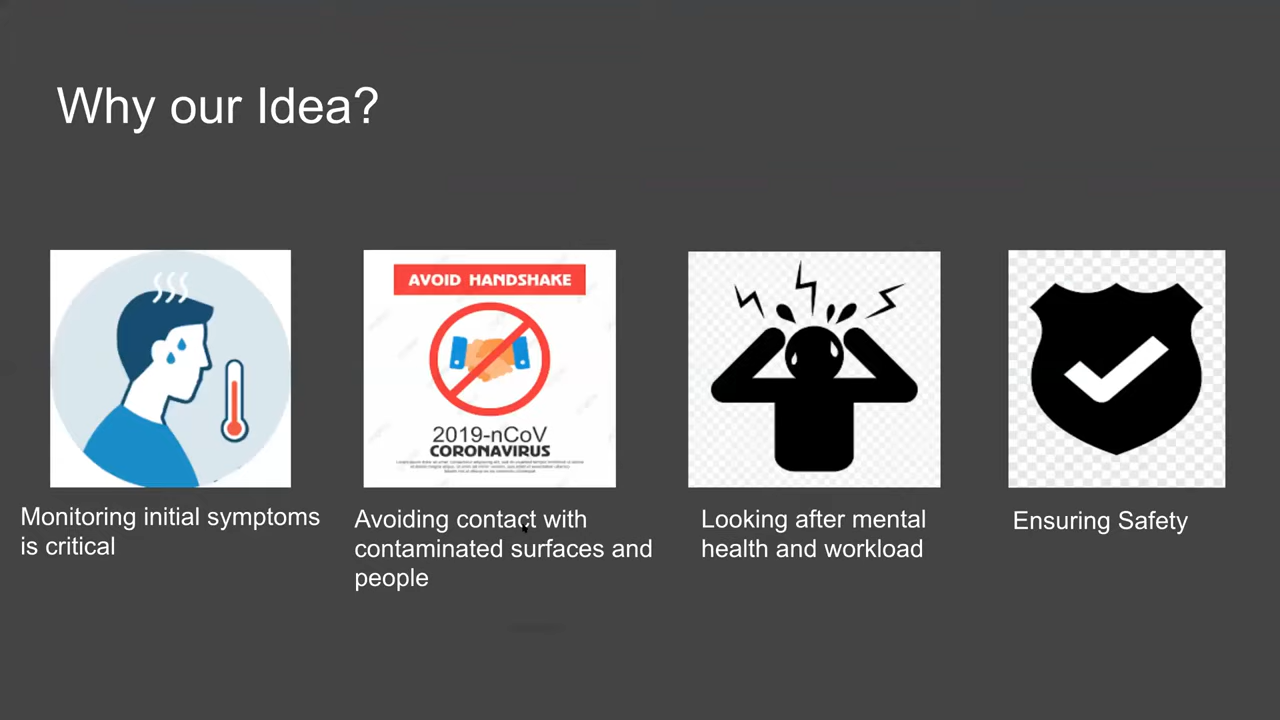 Why our Idea?
AVOID HANDSHAKE
2019-nCoV
CORONAVIRUS
Monitoring initial symptoms
is critical
Avoiding contact with
contaminated surfaces and
people
Looking after mental
health and workload
Ensuring Safety